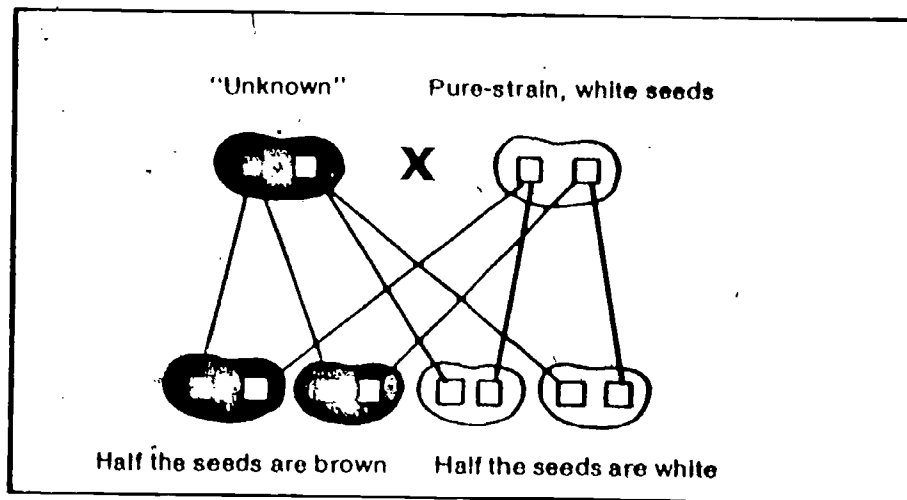 "Unknown" Pure-strain, white seeds
X
Half the seeds are brown Half the seeds are white